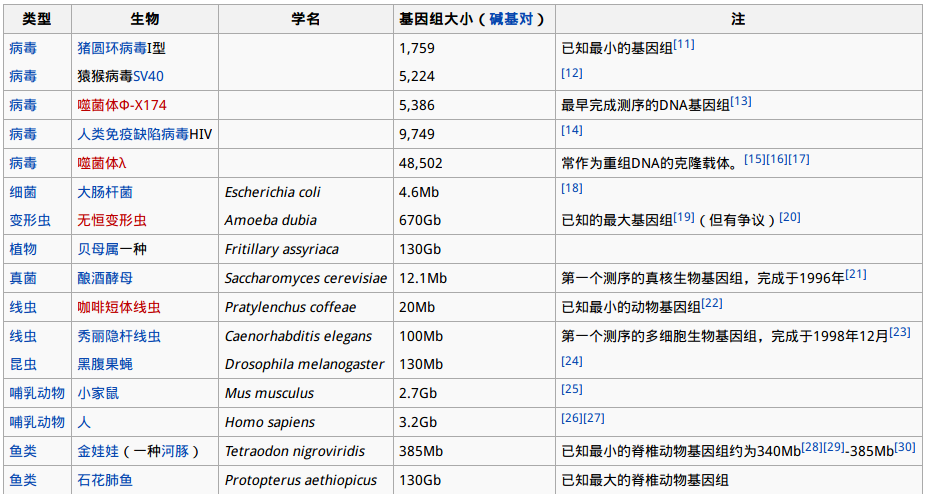 类型 生物 学名 基因组大小（碱基对） 注
病毒 猪圆环病毒I型 1,759 已知最小的基因组[11]
病毒 猿猴病毒SV40 5,224 [12]
病毒 噬菌体Φ-X174 5,386 最早完成测序的DNA基因组[13]
病毒 人类免疫缺陷病毒HIV 9,749 [14]
病毒 噬菌体λ 48,502 常作为重组DNA的克隆载体。[15][16][17]
细菌 大肠杆菌 Escherichia coli 4.6Mb [18]
变形虫 无恒变形虫 Amoeba dubia 670Gb 已知的最大基因组[19]（但有争议）[20]
植物 贝母属一种 Fritillary assyriaca 130Gb
真菌 酿酒酵母 Saccharomyces cerevisiae 12.1Mb 第一个测序的真核生物基因组，完成于1996年[21]
线虫 咖啡短体线虫 Pratylenchus coffeae 20Mb 已知最小的动物基因组[22]
线虫 秀丽隐杆线虫 Caenorhabditis elegans 100Mb 第一个测序的多细胞生物基因组，完成于1998年12月[23]
昆虫 黑腹果蝇 Drosophila melanogaster 130Mb [24]
哺乳动物 小家鼠 Mus musculus 2.7Gb [25]
哺乳动物 人 Homo sapiens 3.2Gb [26][27]
鱼类 金娃娃（一种河豚） Tetraodon nigroviridis 385Mb 已知最小的脊椎动物基因组约为340Mb[28][29]-385Mb[30]
鱼类 石花肺鱼 Protopterus aethiopicus 130Gb 已知最大的脊椎动物基因组